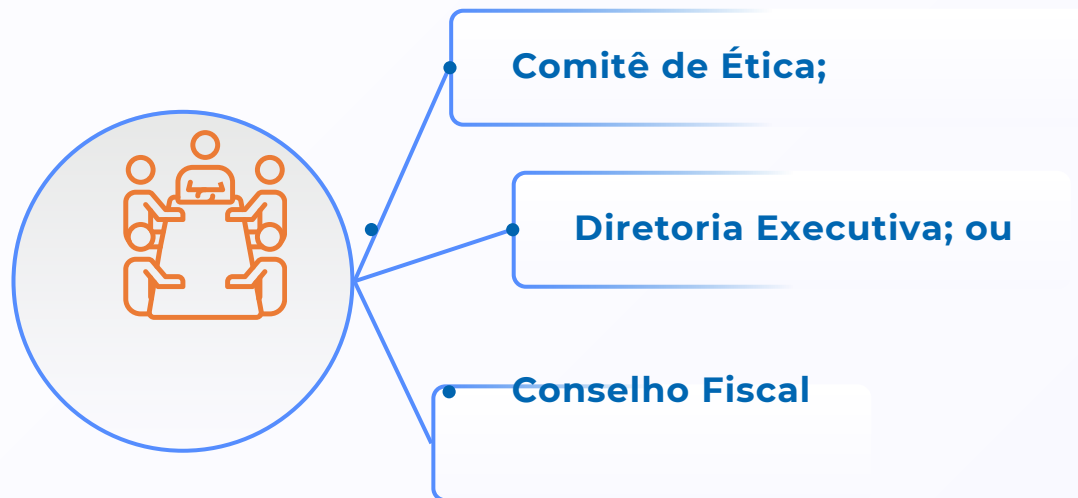 Comitê de Ética;
Diretoria Executiva; ou
Conselho Fiscal